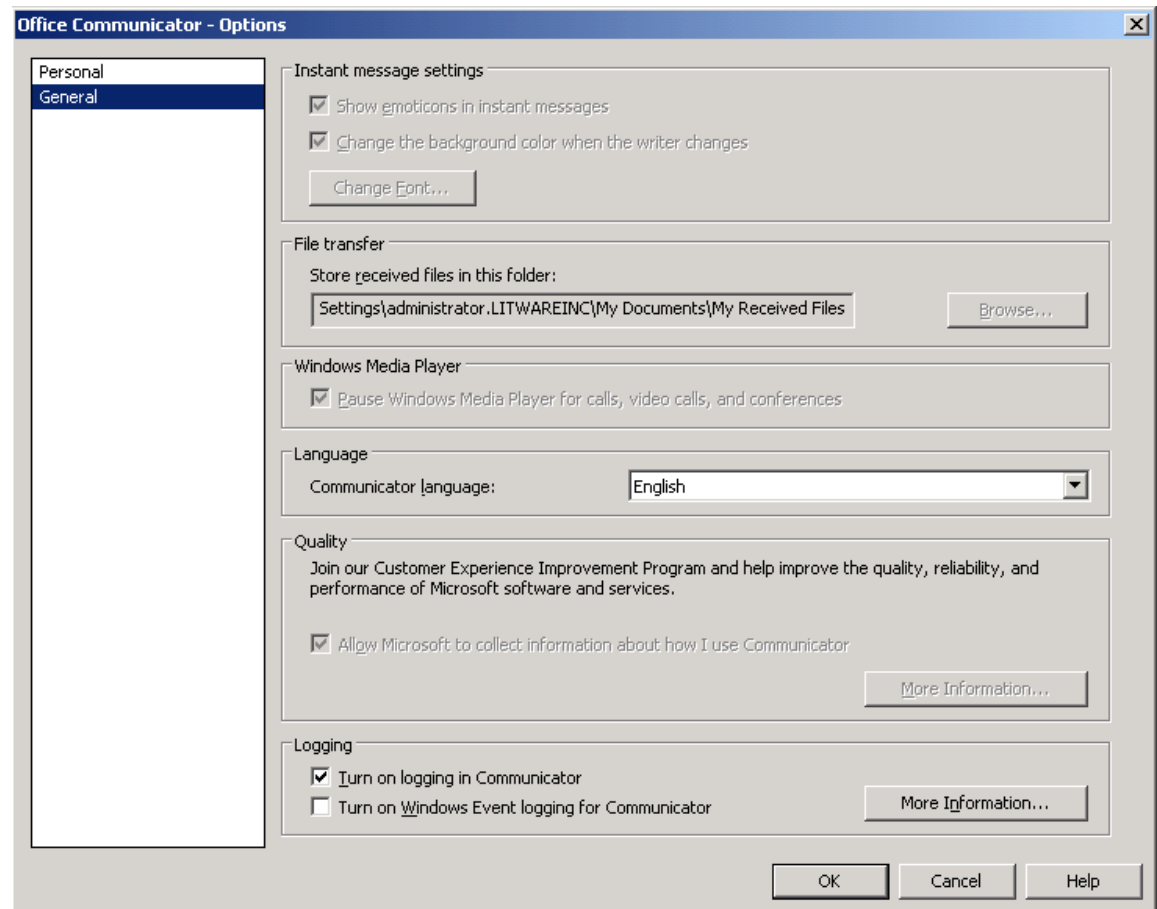 Office Communicator - Options
Personal
General
Instant message settings
Show emoticons in instant messages
Change the background color when the writer changes
Change Font...
File transfer
Store received files in this folder:
Settings\administrator.LITWAREINC\My Documents\My Received Files
Browse...
Windows Media Player
Pause Windows Media Player for calls, video calls, and conferences
Language
Communicator language:
English
Quality
Join our Customer Experience Improvement Program and help improve the quality, reliability, and
performance of Microsoft software and services.
Allow Microsoft to collect information about how I use Communicator
More Information...
Logging
Turn on logging in Communicator
Turn on Windows Event logging for Communicator
More Information...
OK
Cancel
Help